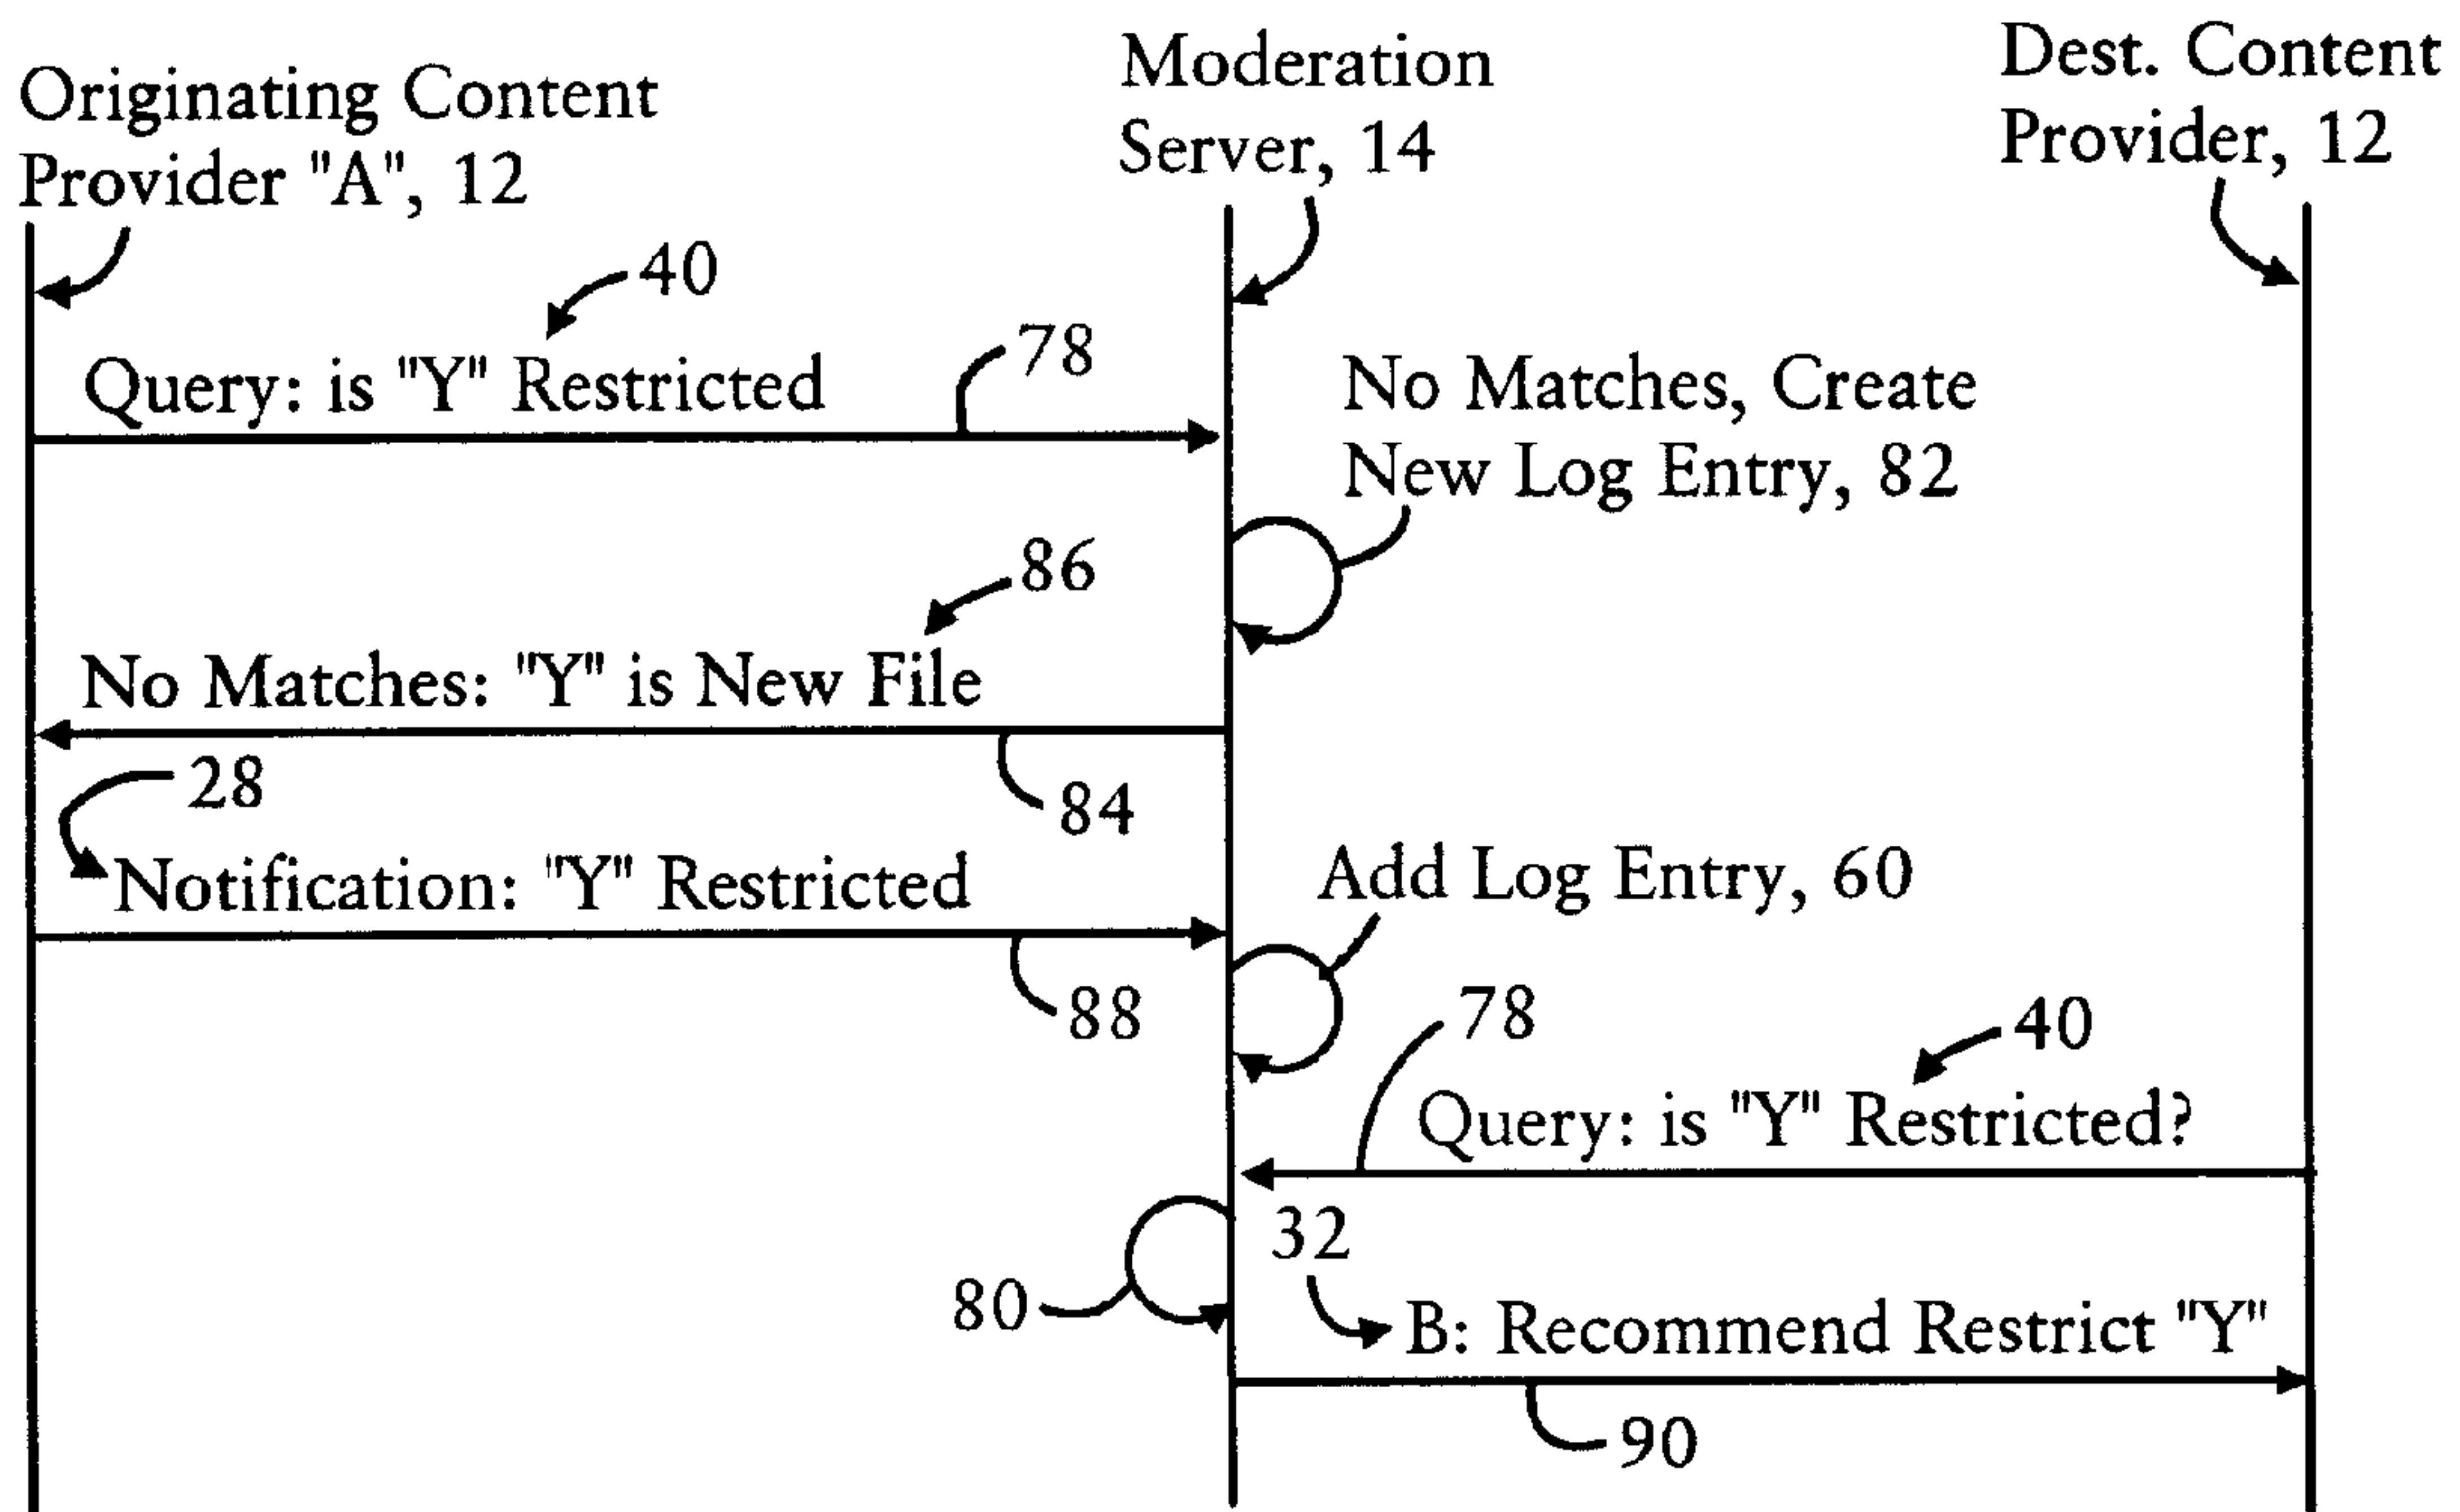 Originating Content
Provider "A", 12
Moderation
Server, 14
Dest. Content
Provider, 12
40
Query: is "Y" Restricted
78
No Matches, Create
New Log Entry, 82
86
No Matches: "Y" is New File
84
28
Notification: "Y" Restricted
88
Add Log Entry, 60
78
40
Query: is "Y" Restricted?
80
32
B: Recommend Restrict "Y"
90